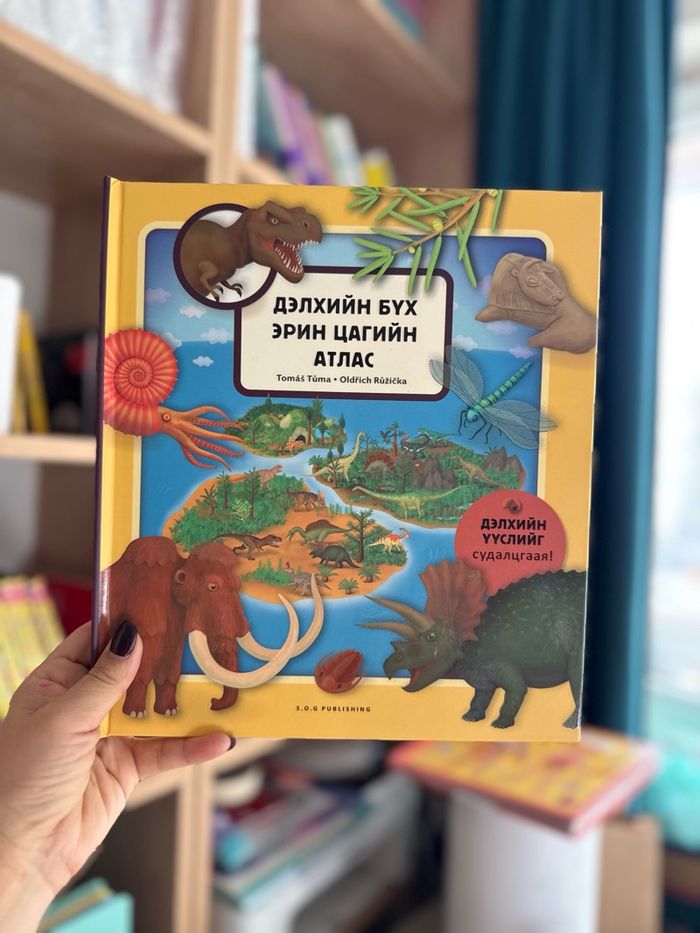 ДЭЛХИЙН БҮХ
ЭРИН ЦАГИЙН
АТЛАС
Tomáš Tůma • Oldřich Růžička
ДЭЛХИЙН
ҮҮСЛИЙГ
судалцгаая!
S.O.G PUBLISHING